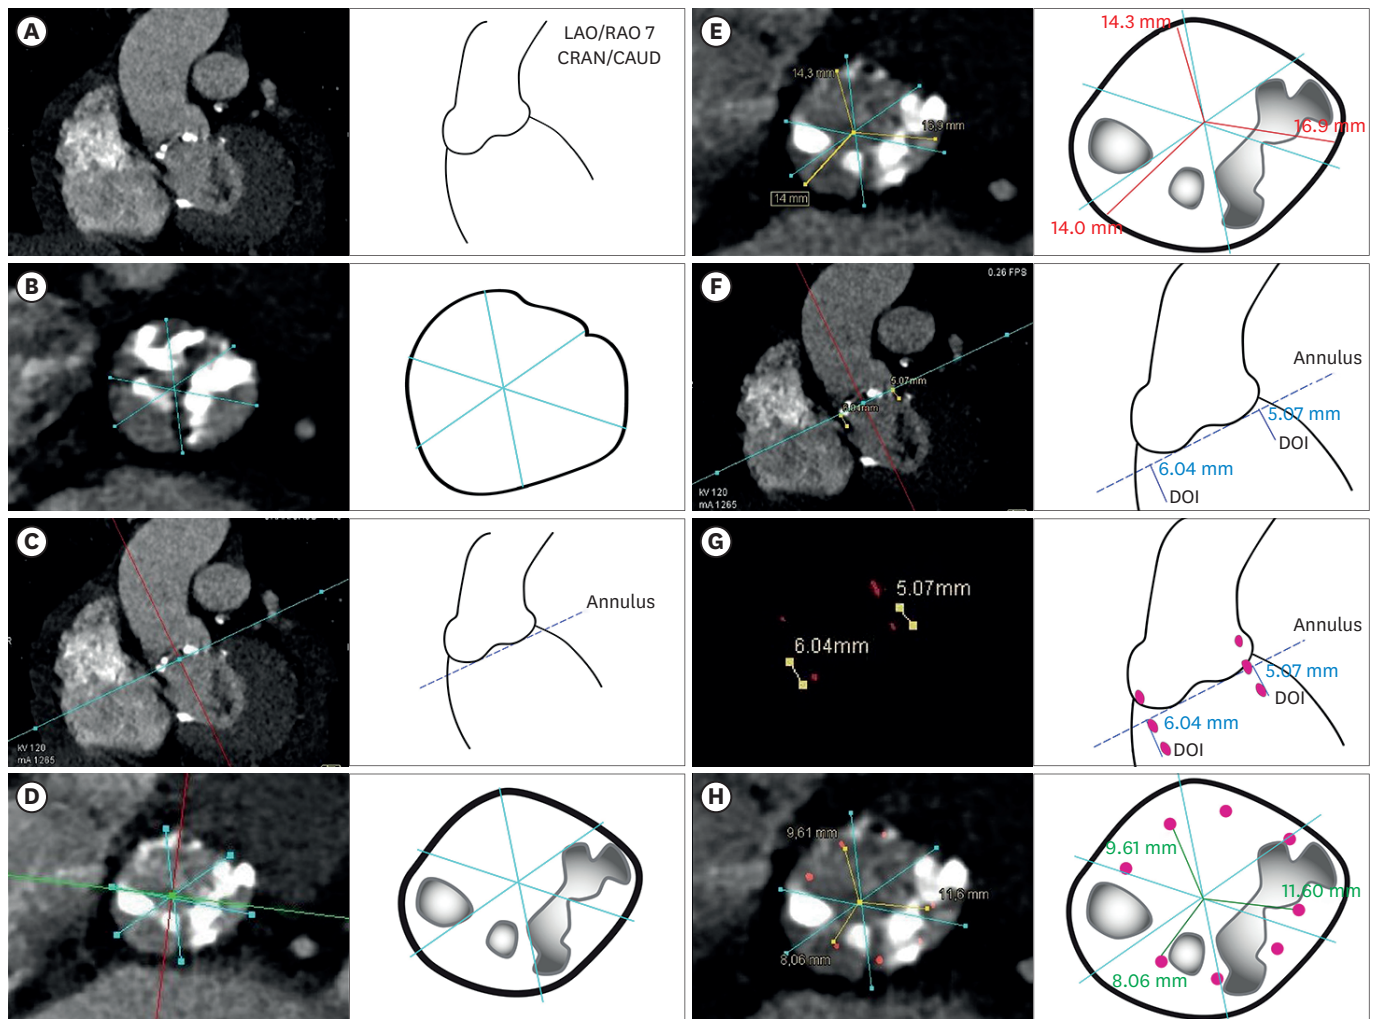 A
LAO/RAO 7
CRAN/CAUD
B
C
kV 120
mA 1265
Annulus
D
E
14,3 mm
16,9 mm
14 mm
14.3 mm
16.9 mm
14.0 mm
F
0.26 FPS
5.07mm
6.04mm
kV 120
mA 1265
Annulus
5.07 mm
DOI
6.04 mm
DOI
G
5.07mm
6.04mm
Annulus
5.07 mm
DOI
6.04 mm
DOI
H
9,61 mm
11,6 mm
8,06 mm
9.61 mm
11.60 mm
8.06 mm